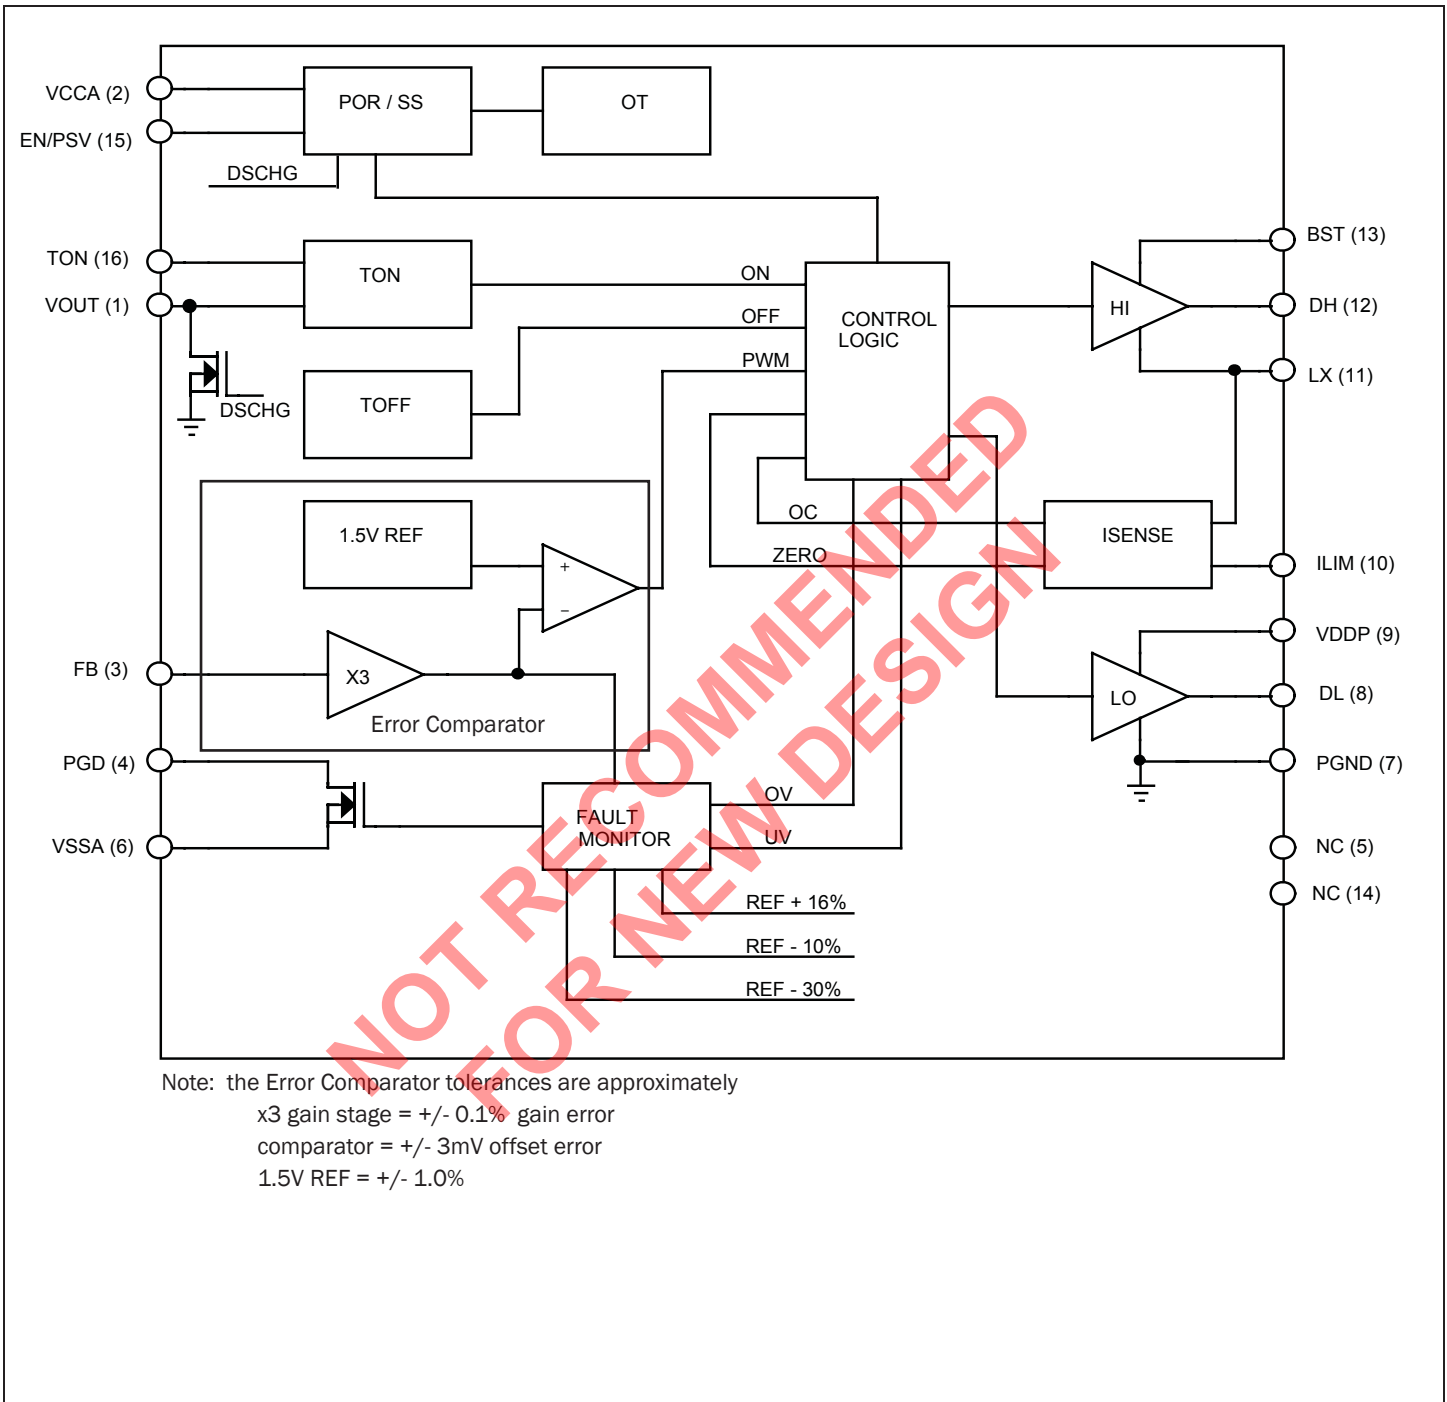 VCCA (2)
EN/PSV (15)
POR / SS
OT
DSCHG
TON (16)
VOUT (1)
TON
TOFF
DSCHG
ON
OFF
PWM
CONTROL
LOGIC
HI
BST (13)
DH (12)
LX (11)
1.5V REF
+
−
OC
ZERO
ISENSE
ILIM (10)
FB (3)
X3
Error Comparator
VDDP (9)
LO
DL (8)
PGND (7)
PGD (4)
VSSA (6)
FAULT
MONITOR
OV
UV
NC (5)
NC (14)
REF + 16%
REF - 10%
REF - 30%
NOT RECOMMENDED
FOR NEW DESIGN
Note: the Error Comparator tolerances are approximately
x3 gain stage = +/- 0.1% gain error
comparator = +/- 3mV offset error
1.5V REF = +/- 1.0%